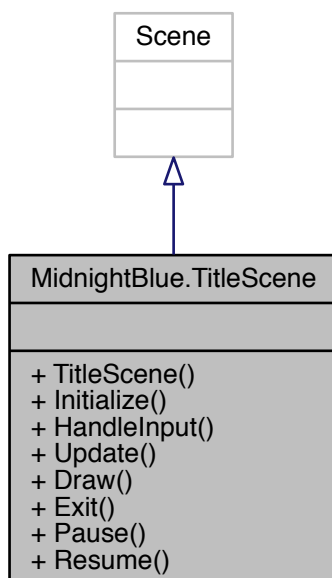 Scene
MidnightBlue.TitleScene
+ TitleScene()
+ Initialize()
+ HandleInput()
+ Update()
+ Draw()
+ Exit()
+ Pause()
+ Resume()